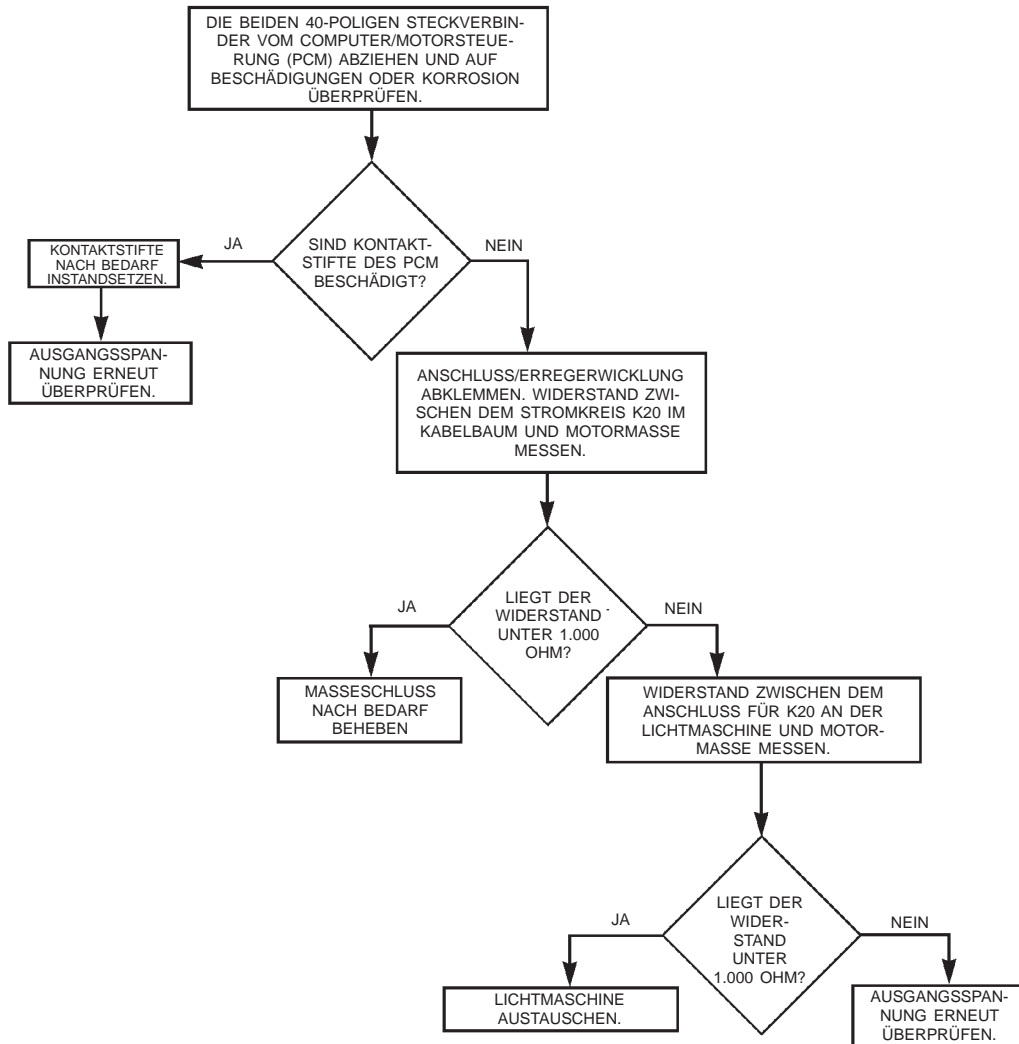 DIE BEIDEN 40-POLIGEN STECKVERBIN-
DER VOM COMPUTER/MOTORSTEUE-
RUNG (PCM) ABZIEHEN UND AUF
BESCHÄDIGUNGEN ODER KORROSION
ÜBERPRÜFEN.
SIND KONTAKT-
STIFTE DES PCM
BESCHÄDIGT?
JA
NEIN
KONTAKTSTIFTE
NACH BEDARF
INSTANDSETZEN.
AUSGANGSSPAN-
NUNG ERNEUT
ÜBERPRÜFEN.
ANSCHLUSS/ERREGERWICKLUNG
ABKLEMMEN. WIDERSTAND ZWI-
SCHEN DEM STROMKREIS K20 IM
KABELBAUM UND MOTORMASSE
MESSEN.
LIEGT DER
WIDERSTAND
UNTER 1.000
OHM?
JA
NEIN
MASSESCHLUSS
NACH BEDARF
BEHEBEN
WIDERSTAND ZWISCHEN DEM
ANSCHLUSS FÜR K20 AN DER
LICHTMASCHINE UND MOTOR-
MASSE MESSEN.
LIEGT DER
WIDER-
STAND
UNTER
1.000 OHM?
JA
NEIN
LICHTMASCHINE
AUSTAUSCHEN.
AUSGANGSSPAN-
NUNG ERNEUT
ÜBERPRÜFEN.